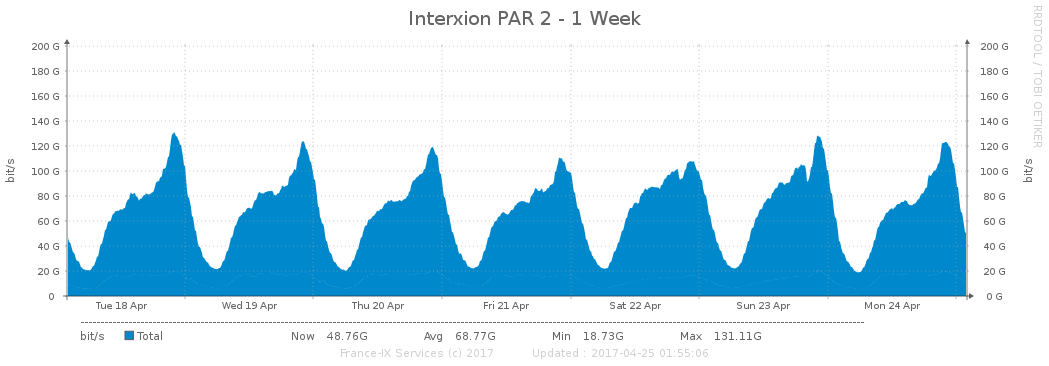 Interxion PAR 2 - 1 Week
RRDTOOL / TOBI OETIKER
bit/s
200 G
180 G
160 G
140 G
120 G
100 G
80 G
60 G
40 G
20 G
0
200 G
180 G
160 G
140 G
120 G
100 G
80 G
60 G
40 G
20 G
0 G
bit/s
Tue 18 Apr Wed 19 Apr Thu 20 Apr Fri 21 Apr Sat 22 Apr Sun 23 Apr Mon 24 Apr
bit/s Total Now 48.76G Avg 68.77G Min 18.73G Max 131.11G
France-IX Services (c) 2017 Updated : 2017-04-25 01:55:06